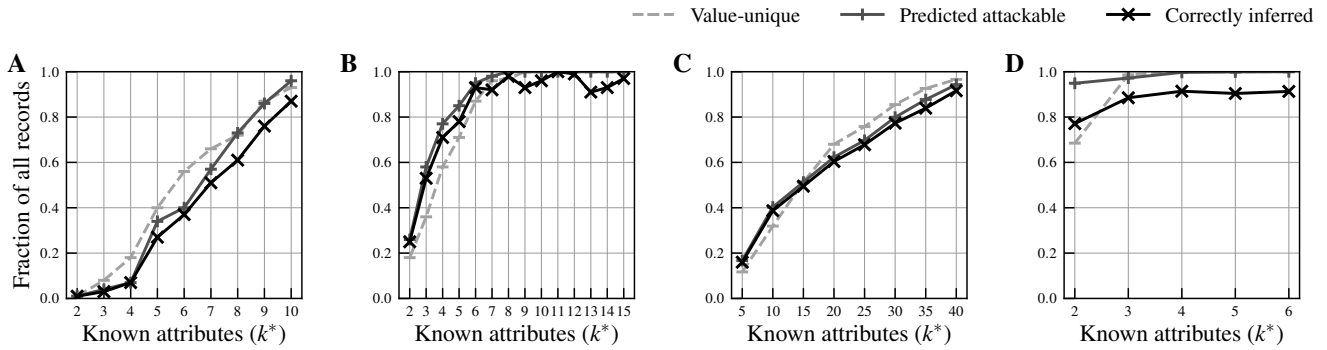 Value-unique Predicted attackable Correctly inferred
A B C D
Fraction of all records
1.0 0.8 0.6 0.4 0.2 0.0
2 3 4 5 6 7 8 9 10
Known attributes (k*)
1.0 0.8 0.6 0.4 0.2 0.0
2 3 4 5 6 7 8 9 10 11 12 13 14 15
Known attributes (k*)
1.0 0.8 0.6 0.4 0.2 0.0
5 10 15 20 25 30 35 40
Known attributes (k*)
1.0 0.8 0.6 0.4 0.2 0.0
2 3 4 5 6
Known attributes (k*)